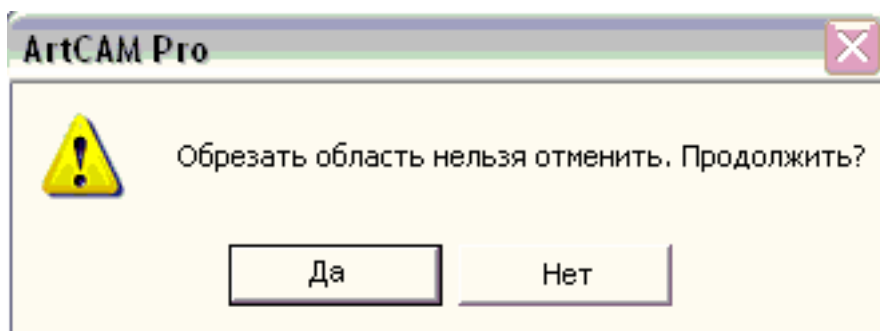 ArtCAM Pro
Обрезать область нельзя отменить. Продолжить?
Да
Нет